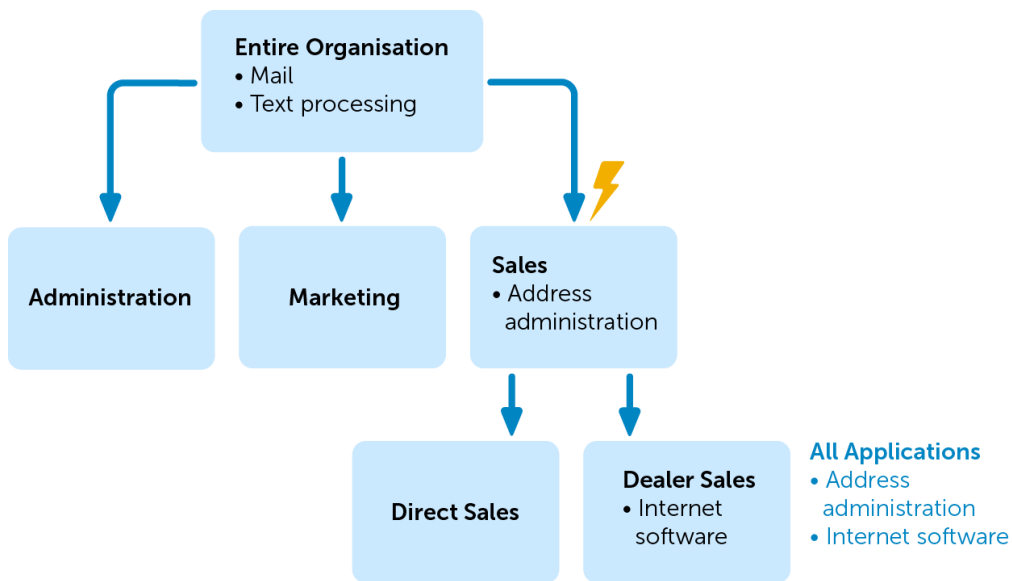 Entire Organisation
• Mail
• Text processing
Administration
Marketing
Sales
• Address
administration
Direct Sales
Dealer Sales
• Internet
software
All Applications
• Address
administration
• Internet software